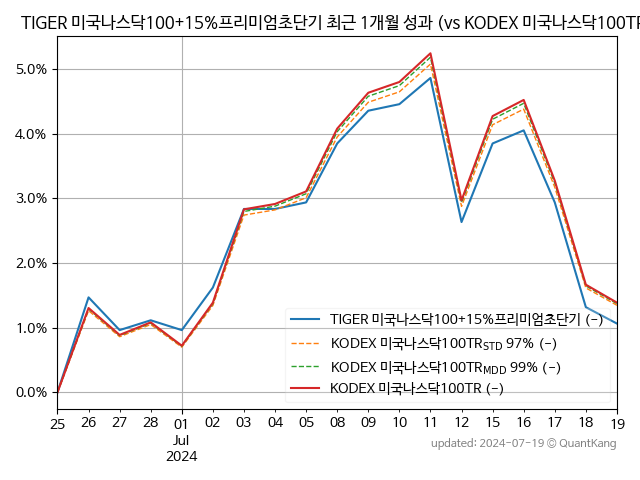 TIGER 미국나스닥100+15%프리미엄초단기 최근 1개월 성과 (vs KODEX 미국나스닥100TR
5.0%
4.0%
3.0%
2.0%
1.0%
0.0%
TIGER 미국나스닥100+15%프리미엄초단기 (-)
KODEX 미국나스닥100TR_STD 97% (-)
KODEX 미국나스닥100TR_MDD 99% (-)
KODEX 미국나스닥100TR (-)
25 26 27 28 01 02 03 04 05 08 09 10 11 12 15 16 17 18 19
Jul
2024
updated: 2024-07-19 © QuantKang